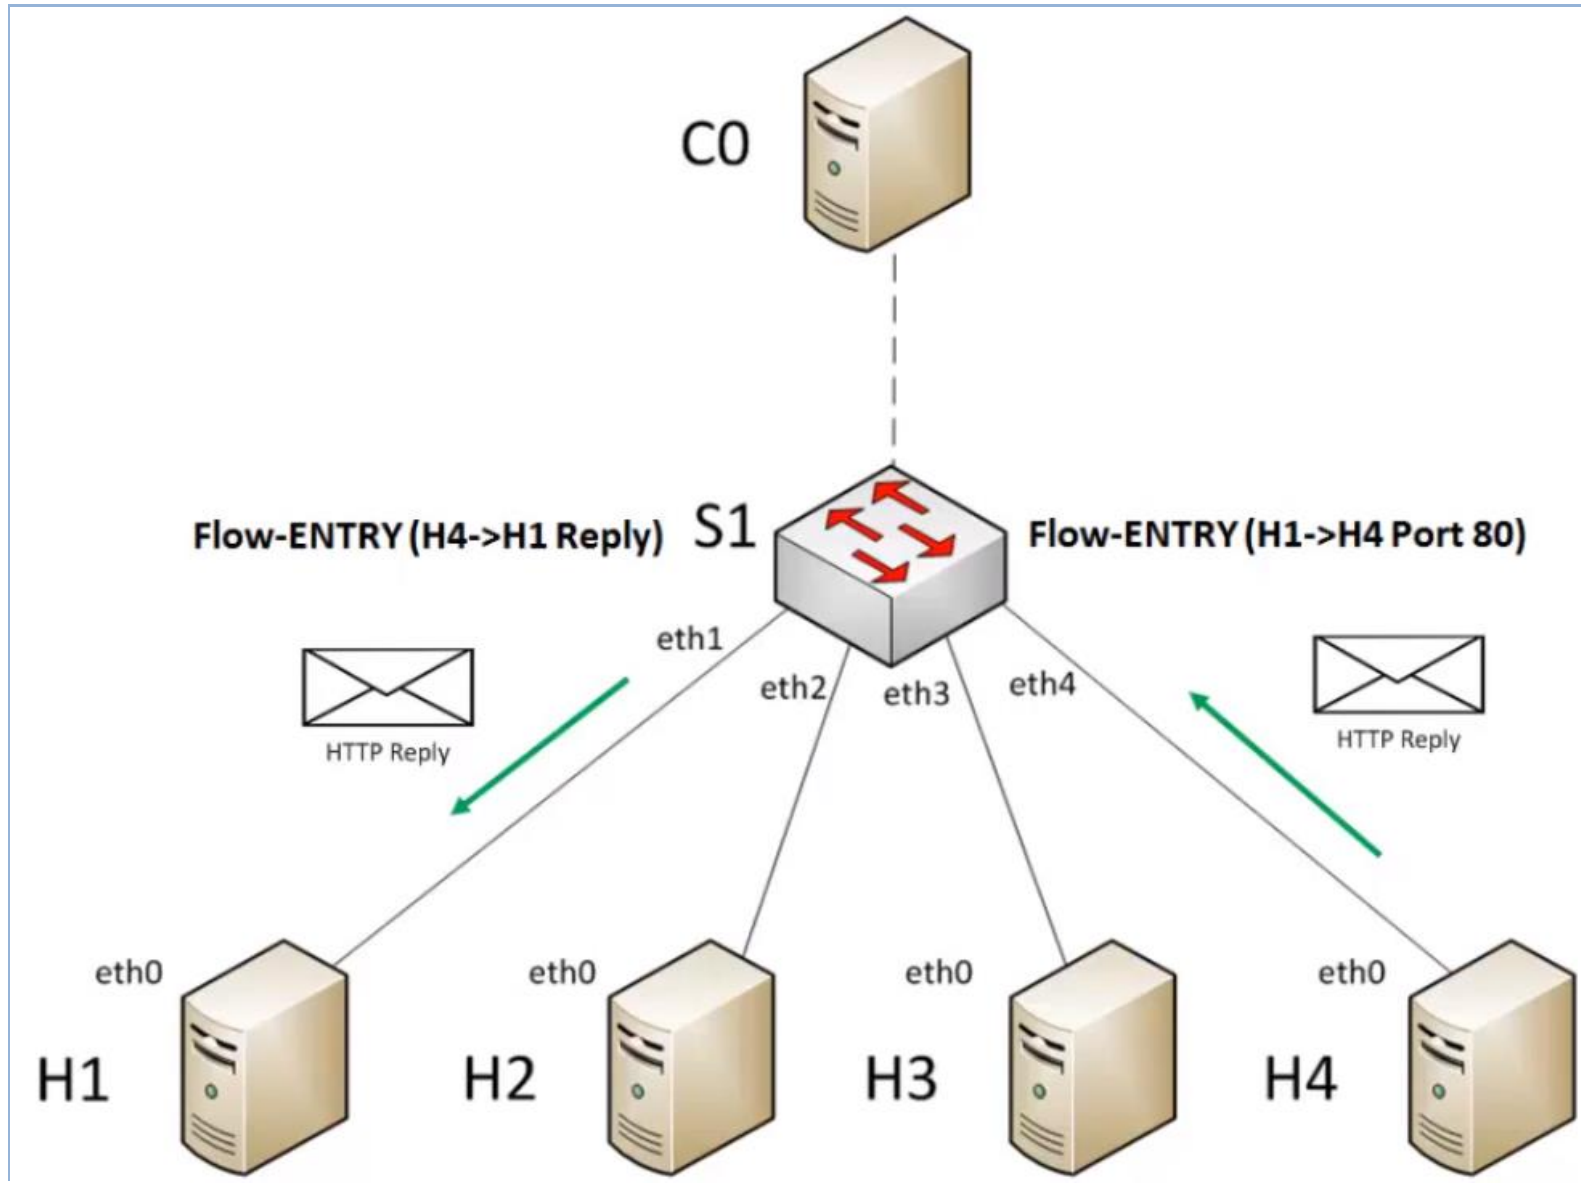 C0
Flow-ENTRY (H4->H1 Reply)
S1
Flow-ENTRY (H1->H4 Port 80)
eth1
eth2
eth3
eth4
HTTP Reply
HTTP Reply
eth0
eth0
eth0
eth0
H1
H2
H3
H4